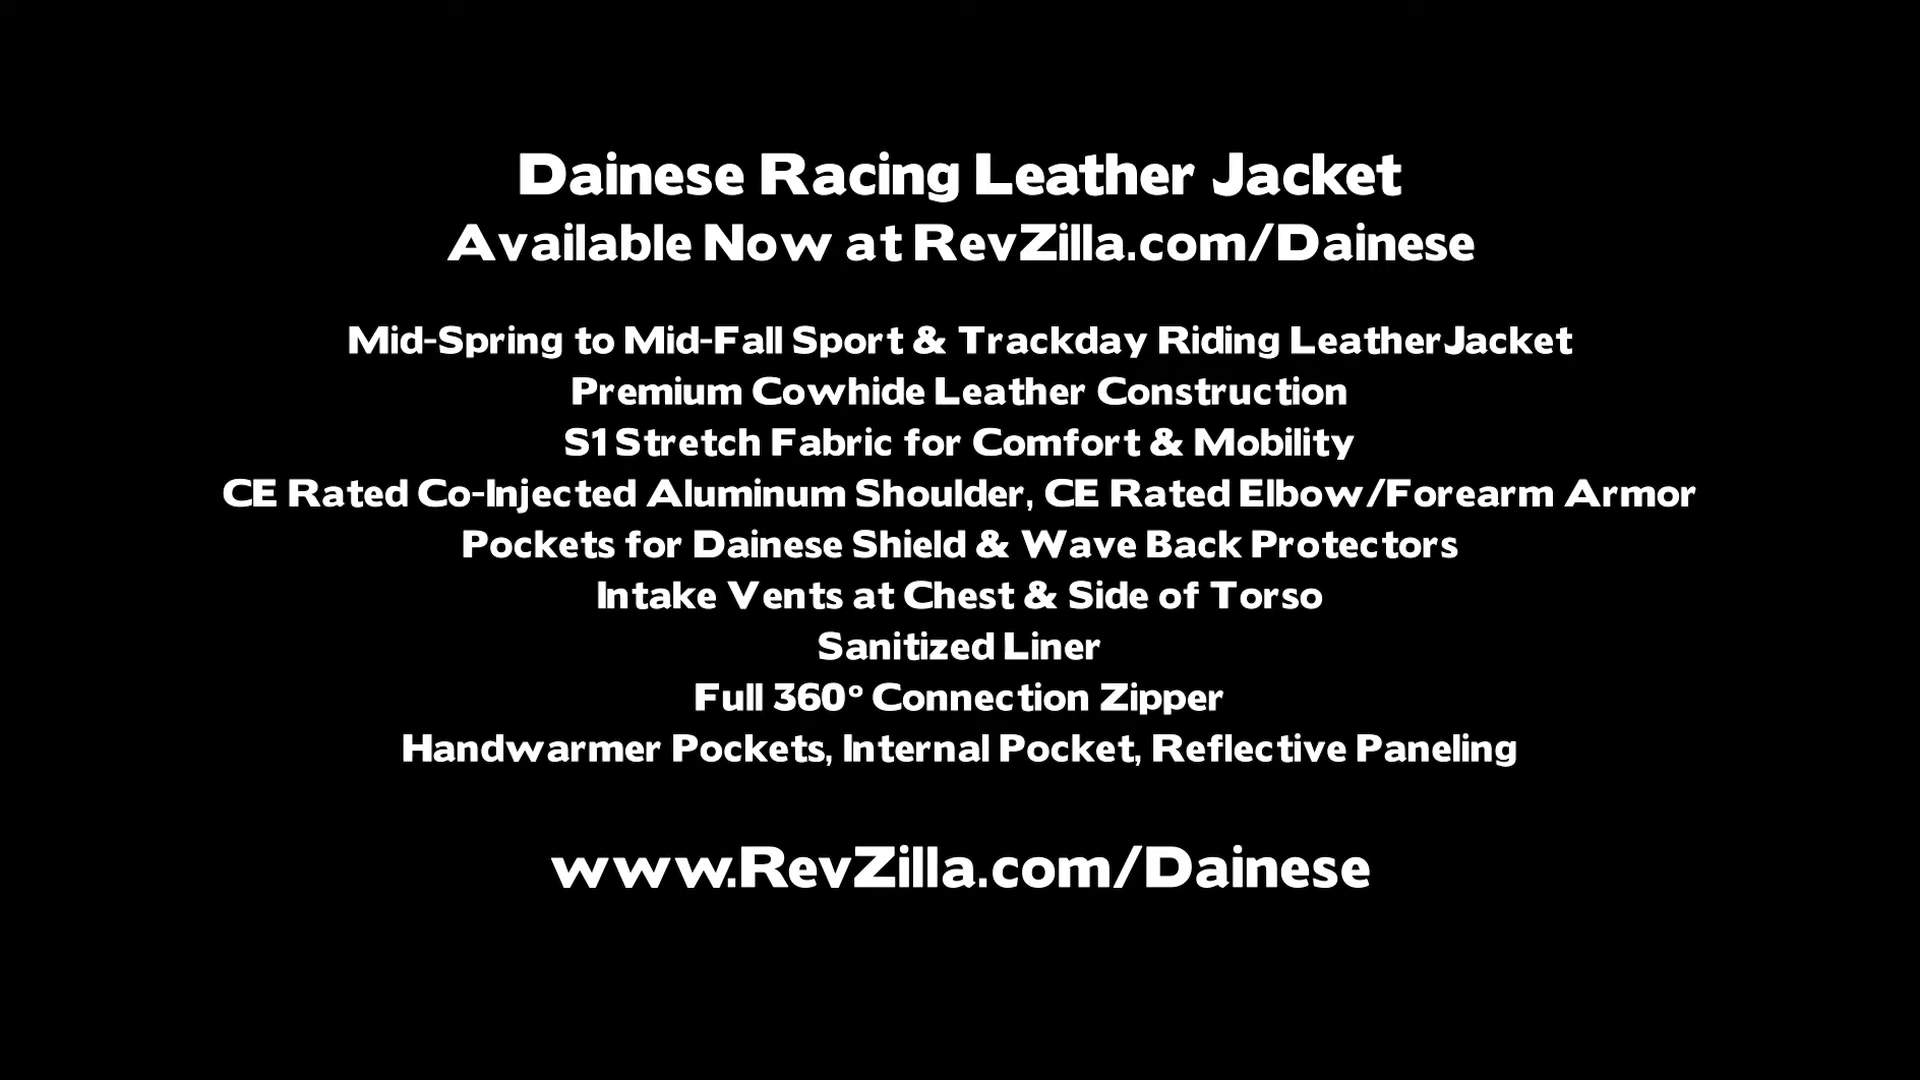 Dainese Racing Leather Jacket
Available Now at RevZilla.com/Dainese
Mid-Spring to Mid-Fall Sport & Trackday Riding LeatherJacket
Premium Cowhide Leather Construction
S1 Stretch Fabric for Comfort & Mobility
CE Rated Co-Injected Aluminum Shoulder, CE Rated Elbow/Forearm Armor
Pockets for Dainese Shield & Wave Back Protectors
Intake Vents at Chest & Side of Torso
Sanitized Liner
Full 360° Connection Zipper
Handwarmer Pockets, Internal Pocket, Reflective Paneling
www.RevZilla.com/Dainese